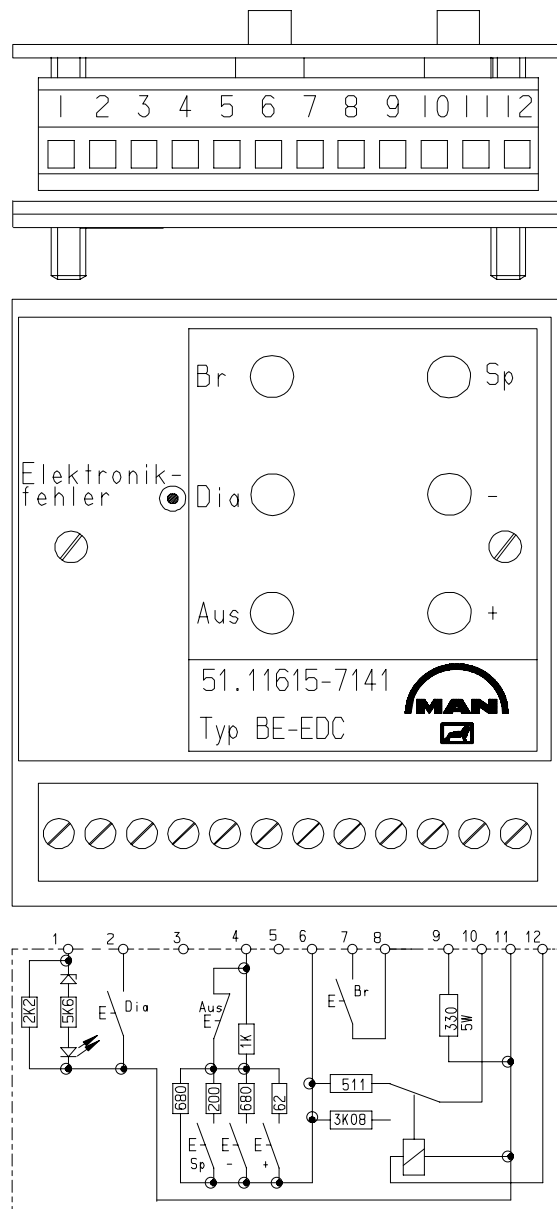 1 2 3 4 5 6 7 8 9 10 11 12
Br
Sp
Elektronik-
fehler
Dia
-
Aus
+
51.11615-7141
MAN
Typ BE-EDC
1 2 3 4 5 6 7 8 9 10 11 12
2K2
5K6
E
Dia
Aus
E
1K
E
Br
330
5W
680
200
680
62
511
3K08
E
Sp
E
-
E
+